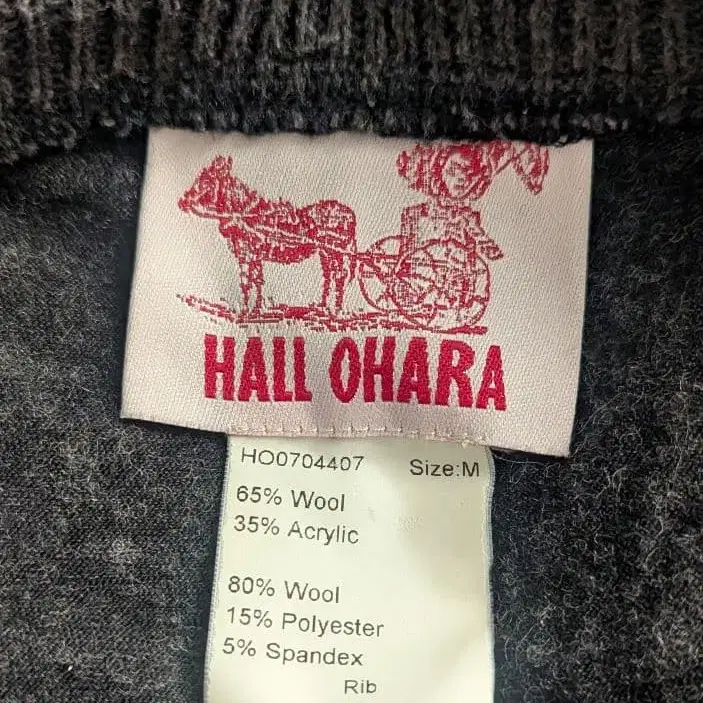 HALL OHARA
HO0704407 Size:M
65% Wool
35% Acrylic
80% Wool
15% Polyester
5% Spandex
Rib